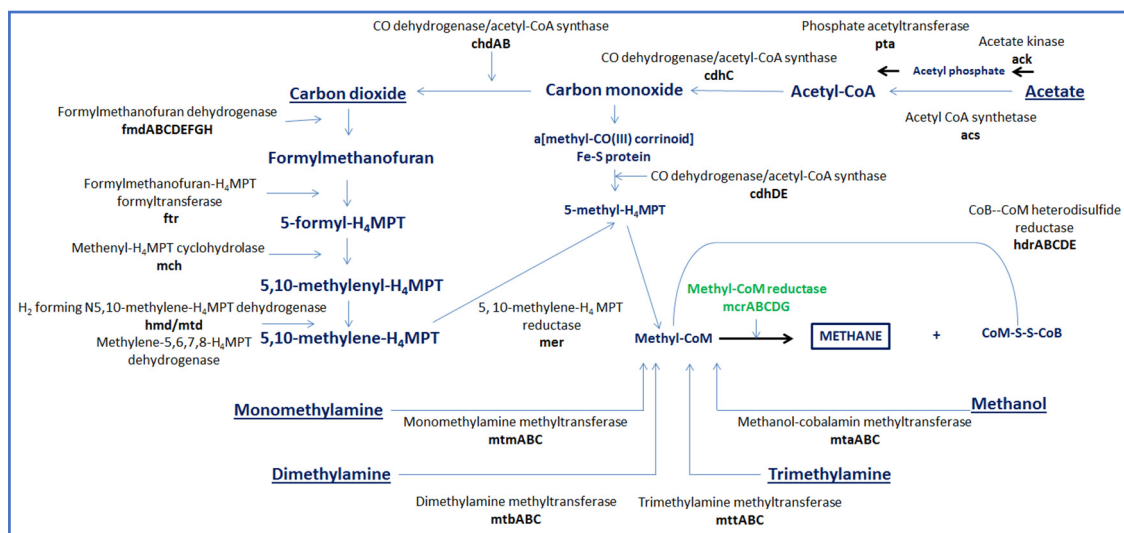 CO dehydrogenase/acetyl-CoA synthase
chdAB
Phosphate acetyltransferase
pta
Acetate kinase
ack
CO dehydrogenase/acetyl-CoA synthase
cdhC
Acetyl phosphate
Carbon dioxide
Carbon monoxide
Acetyl-CoA
Acetate
Formylmethanofuran dehydrogenase
fmdABCDEFGH
Acetyl CoA synthetase
acs
a[methyl-CO(III) corrinoid]
Fe-S protein
Formylmethanofuran
CO dehydrogenase/acetyl-CoA synthase
cdhDE
Formylmethanofuran-H₄MPT
formyltransferase
ftr
5-formyl-H₄MPT
5-methyl-H₄MPT
CoB--CoM heterodisulfide
reductase
hdrABCDE
Methenyl-H4MPT cyclohydrolase
mch
5,10-methylenyl-H₄MPT
Methyl-CoM reductase
mcrABCDG
H₂ forming N5,10-methylene-H₄MPT dehydrogenase
hmd/mtd
Methylene-5,6,7,8-H₄MPT
dehydrogenase
5,10-methylene-H₄MPT
5, 10-methylene-H₄ MPT
reductase
mer
Methyl-CoM
METHANE
+
CoM-S-S-CoB
Monomethylamine
Monomethylamine methyltransferase
mtmABC
Methanol
Methanol-cobalamin methyltransferase
mtaABC
Dimethylamine
Dimethylamine methyltransferase
mtbABC
Trimethylamine
Trimethylamine methyltransferase
mttABC